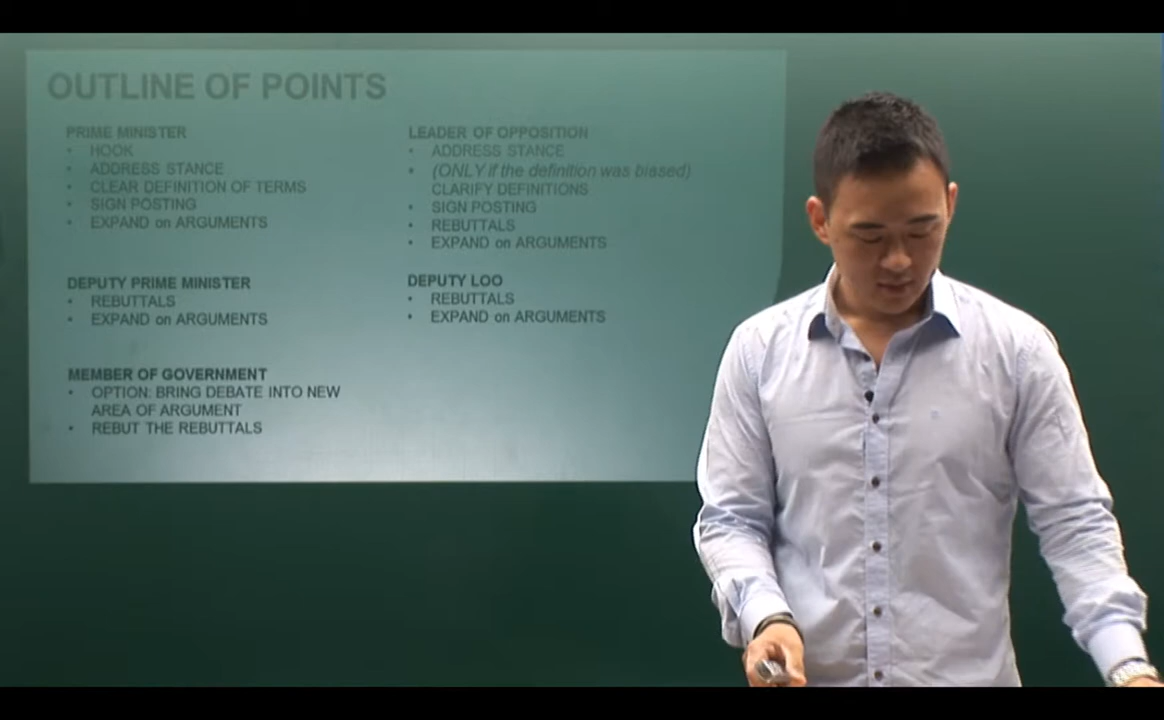 OUTLINE OF POINTS
PRIME MINISTER
• HOOK
• ADDRESS STANCE
• CLEAR DEFINITION OF TERMS
• SIGN POSTING
• EXPAND on ARGUMENTS
LEADER OF OPPOSITION
• ADDRESS STANCE
• (ONLY if the definition was biased)
CLARIFY DEFINITIONS
• SIGN POSTING
• REBUTTALS
• EXPAND on ARGUMENTS
DEPUTY PRIME MINISTER
• REBUTTALS
• EXPAND on ARGUMENTS
DEPUTY LOO
• REBUTTALS
• EXPAND on ARGUMENTS
MEMBER OF GOVERNMENT
• OPTION: BRING DEBATE INTO NEW
AREA OF ARGUMENT
• REBUT THE REBUTTALS